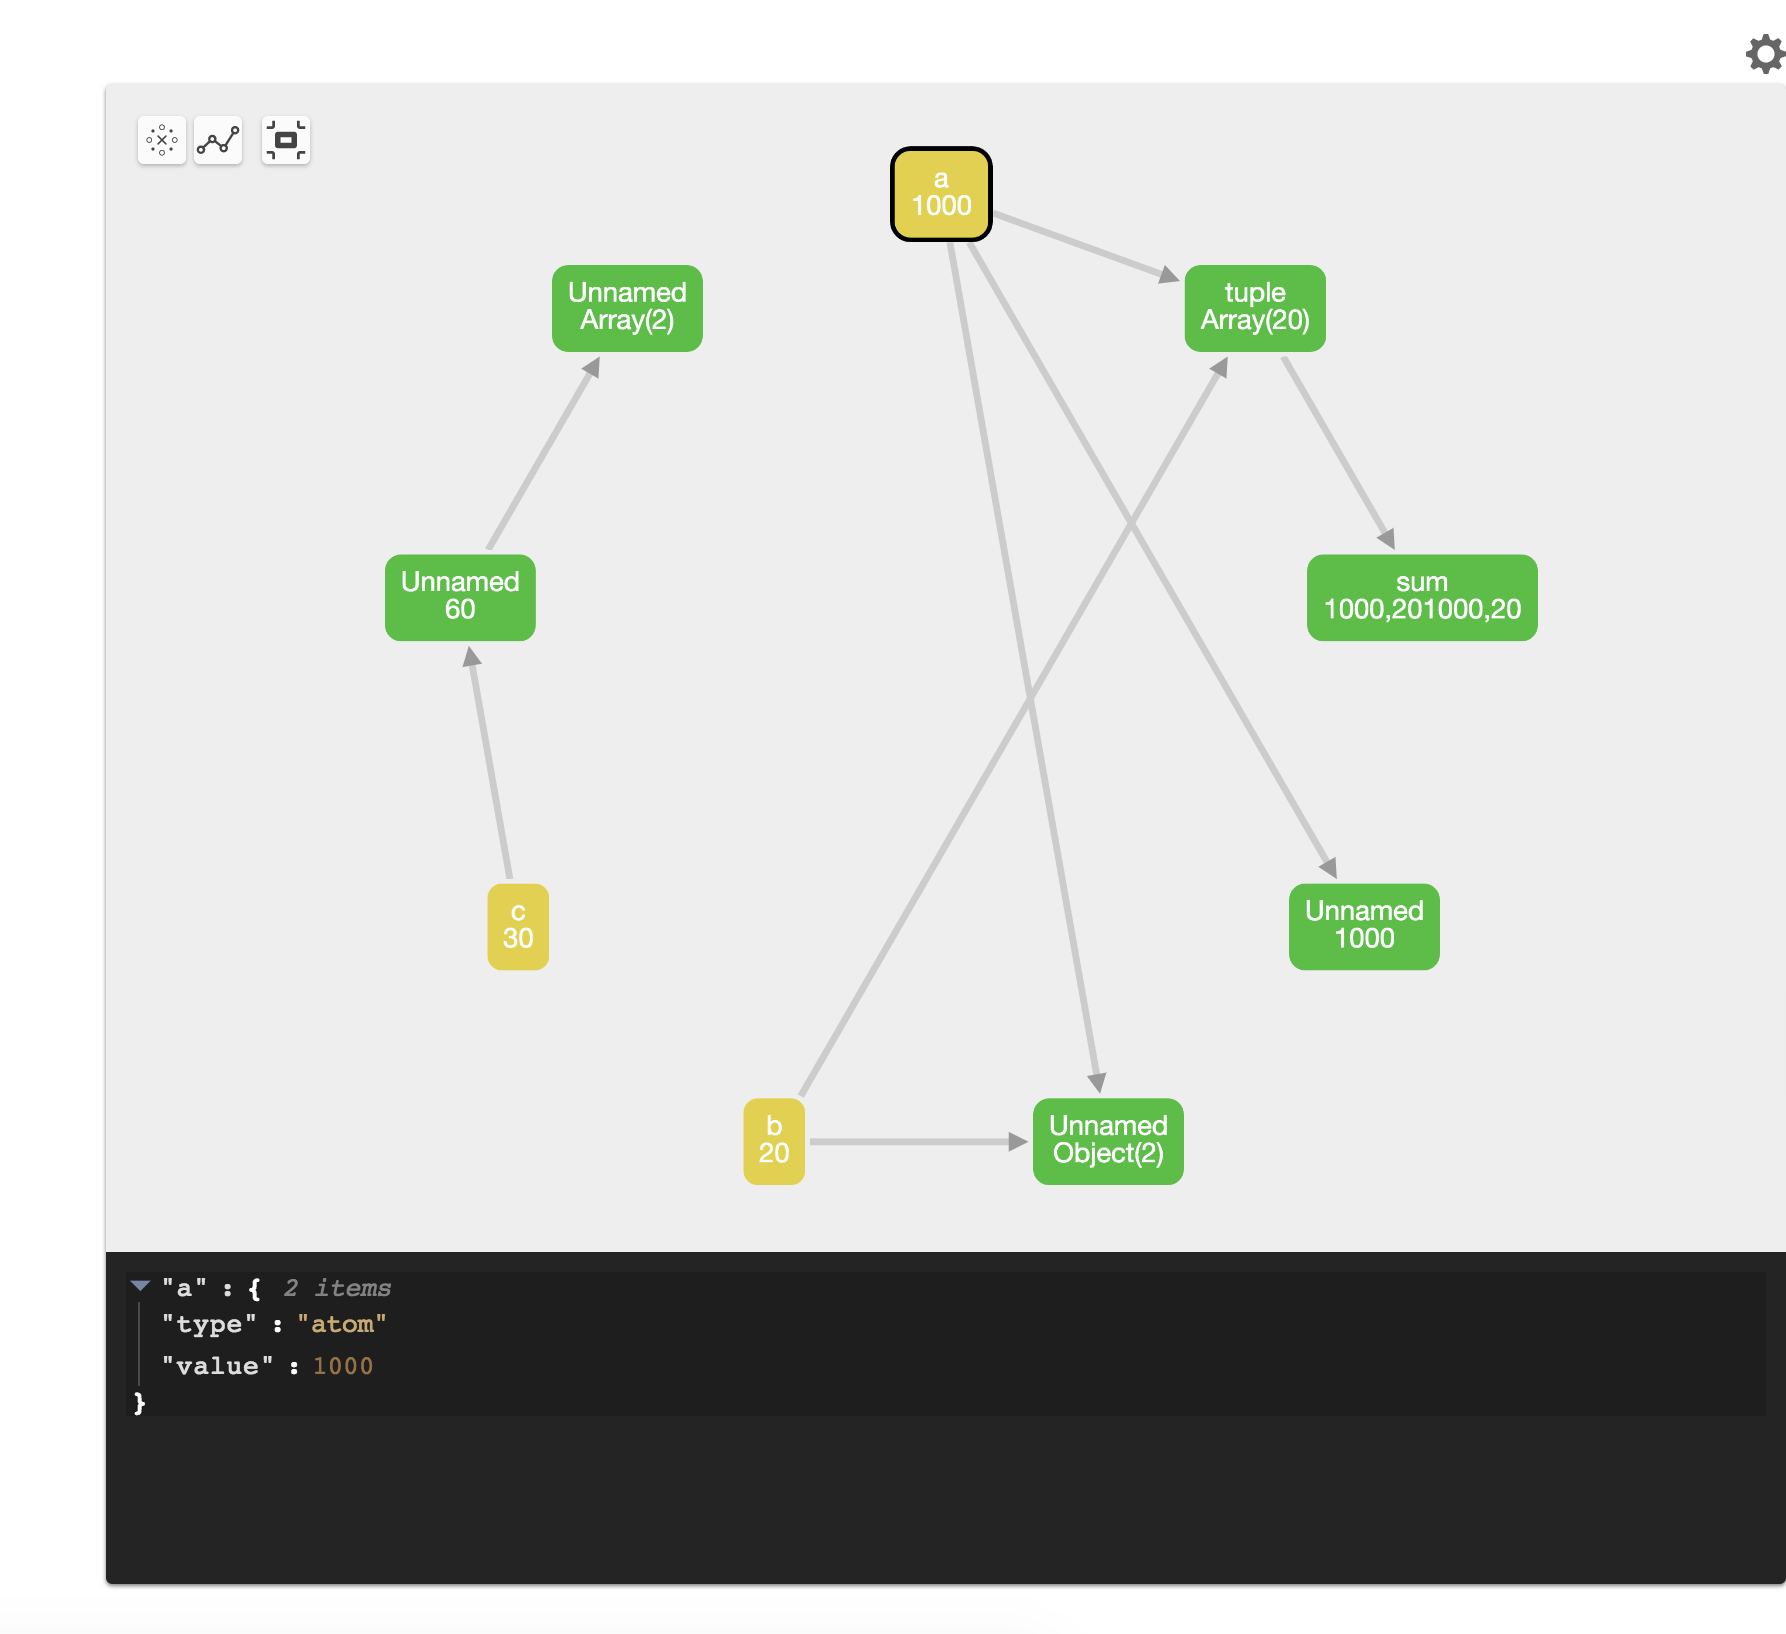 a
1000
Unnamed
Array(2)
tuple
Array(20)
Unnamed
60
sum
1000,201000,20
c
30
Unnamed
1000
b
20
Unnamed
Object(2)
"a" : { 2 items
"type" : "atom"
"value" : 1000
}